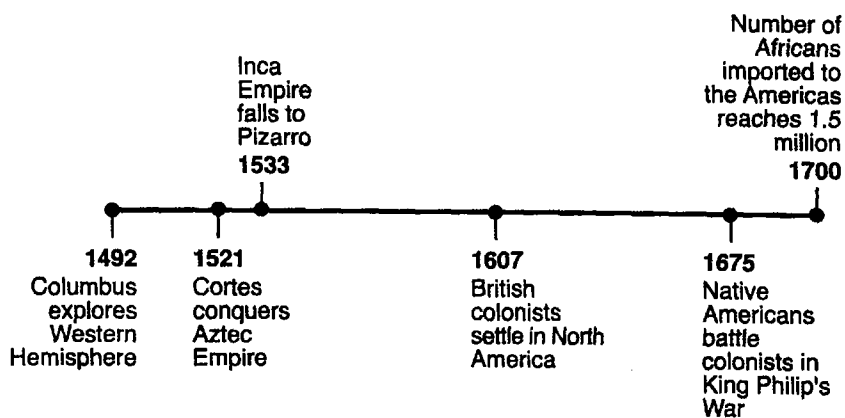 Inca
Empire
falls to
Pizarro
1533
Number of
Africans
imported to
the Americas
reaches 1.5
million
1700
1492
Columbus
explores
Western
Hemisphere
1521
Cortes
conquers
Aztec
Empire
1607
British
colonists
settle in North
America
1675
Native
Americans
battle
colonists in
King Philip's
War